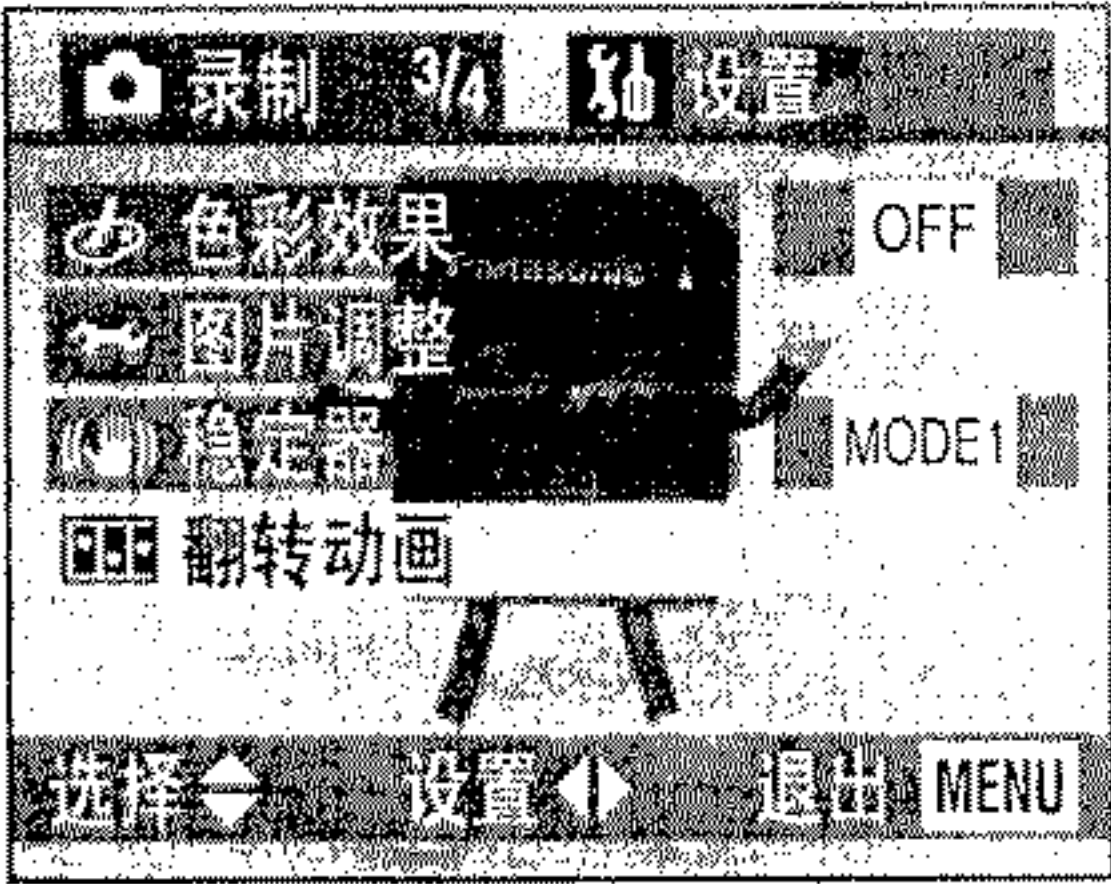 录制 3/4 设置
色彩效果 OFF
Panasonic
图片调整
稳定器 MODE1
翻转动画
选择 设置 退出 MENU